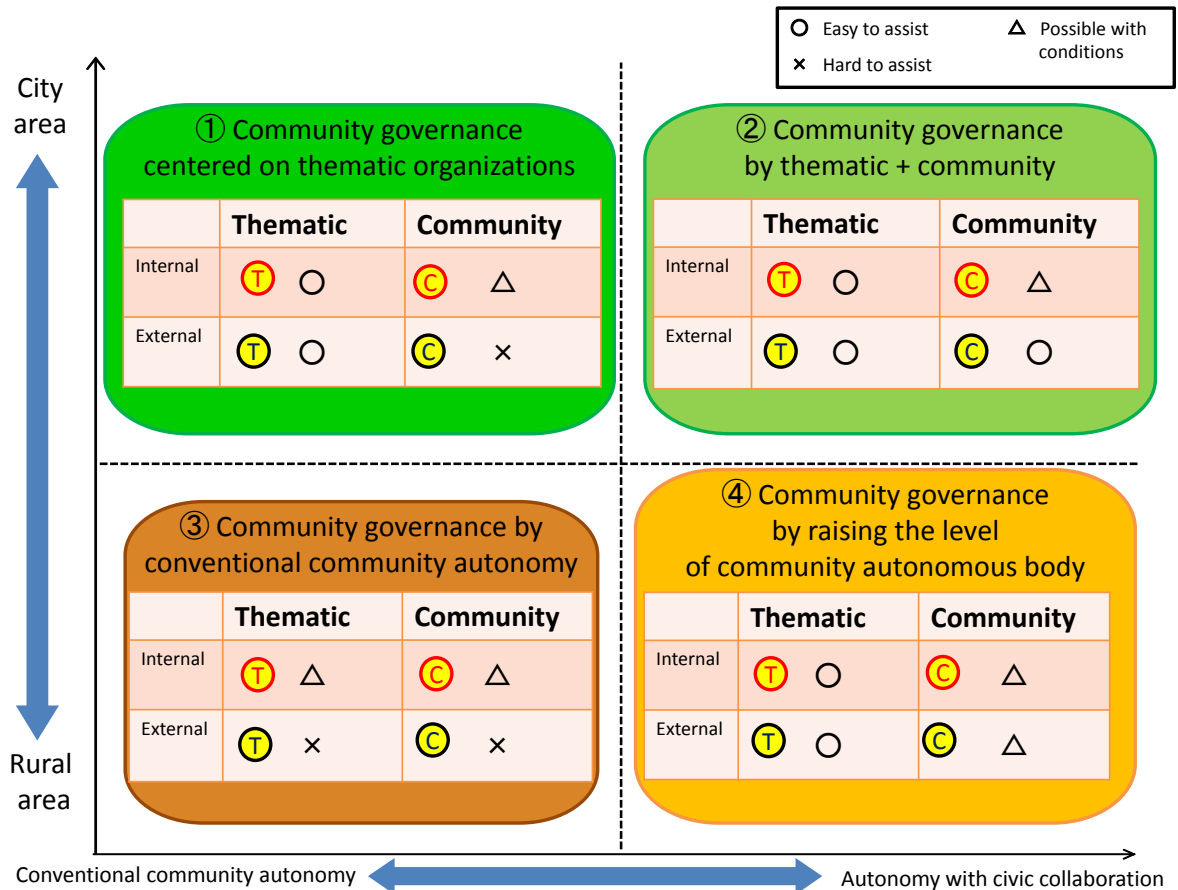 ○ Easy to assist
△ Possible with
conditions
× Hard to assist
City
area
① Community governance
centered on thematic organizations
Thematic Community
Internal T ○ C △
External T ○ C ×
② Community governance
by thematic + community
Thematic Community
Internal T ○ C △
External T ○ C ○
③ Community governance by
conventional community autonomy
Thematic Community
Internal T △ C △
External T × C ×
④ Community governance
by raising the level
of community autonomous body
Thematic Community
Internal T ○ C △
External T ○ C △
Rural
area
Conventional community autonomy
Autonomy with civic collaboration